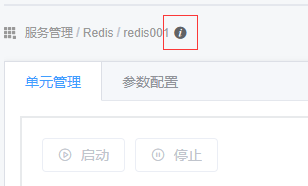 服务管理 / Redis / redis001
单元管理 参数配置
启动 停止